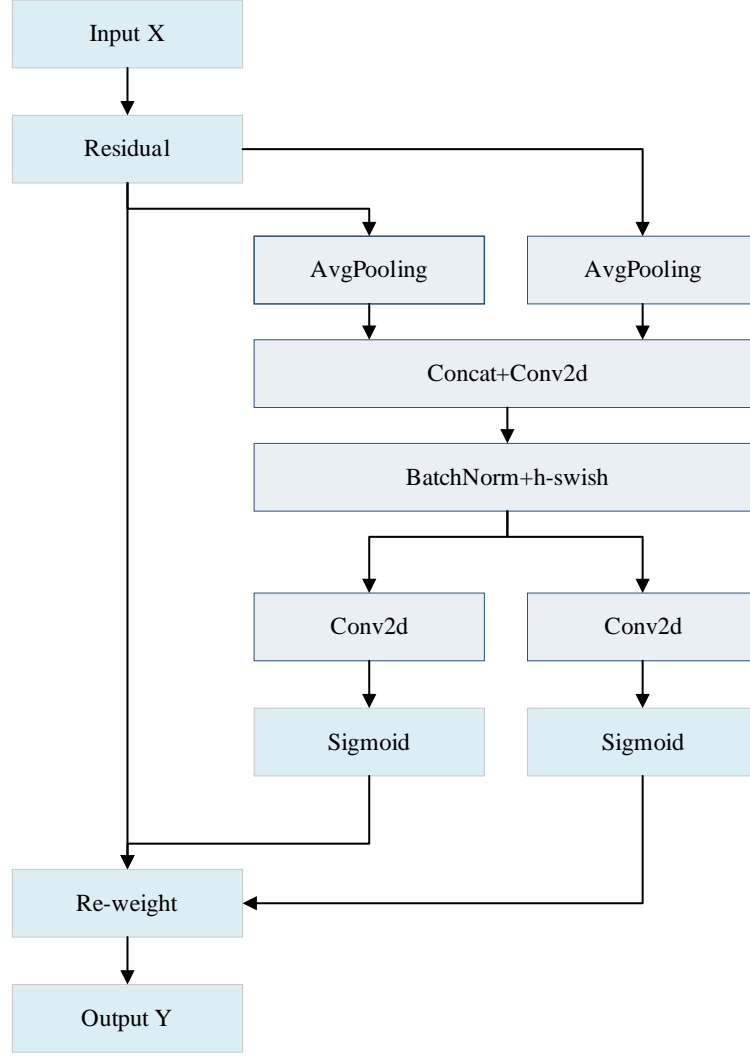 Input X
Residual
AvgPooling
AvgPooling
Concat+Conv2d
BatchNorm+h-swish
Conv2d
Conv2d
Sigmoid
Sigmoid
Re-weight
Output Y